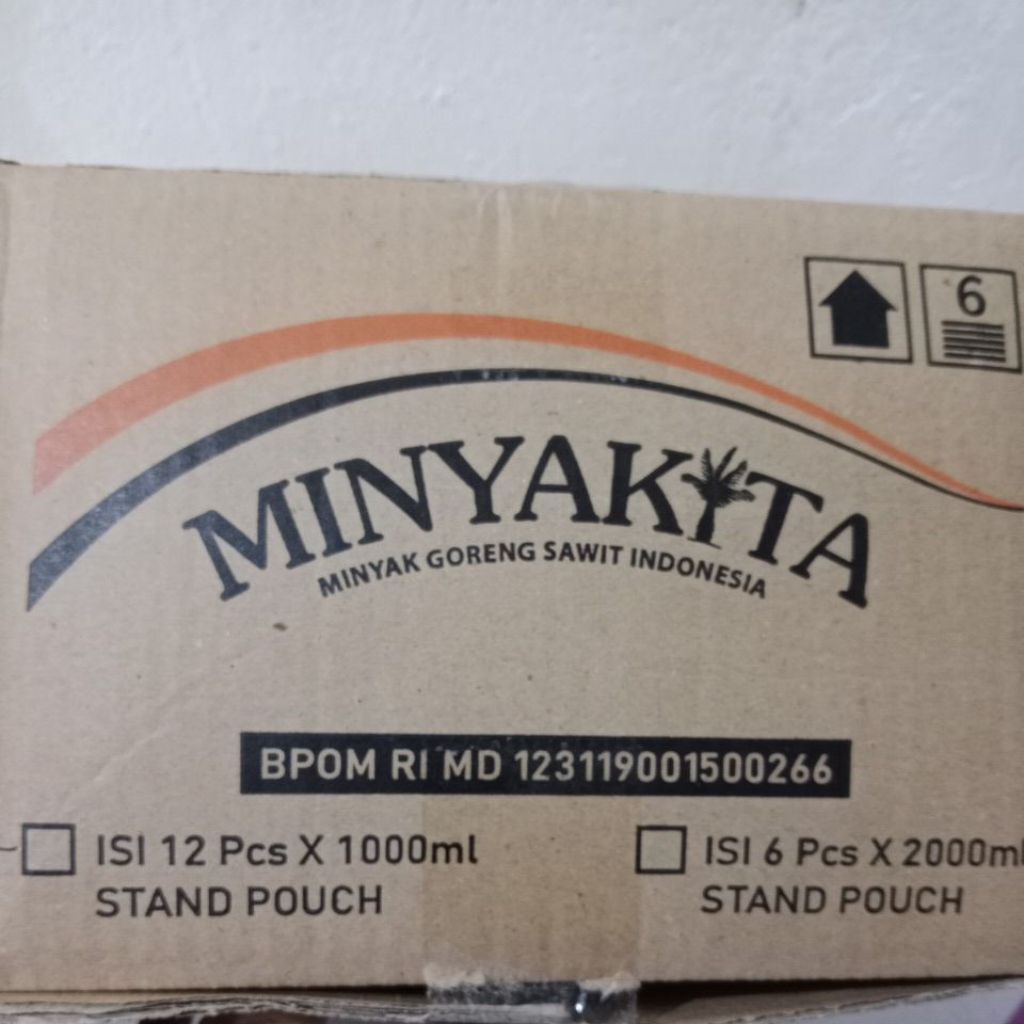 6
MINYAKITA
MINYAK GORENG SAWIT INDONESIA
BPOM RI MD 123119001500266
ISI 12 Pcs X 1000ml
STAND POUCH
ISI 6 Pcs X 2000ml
STAND POUCH